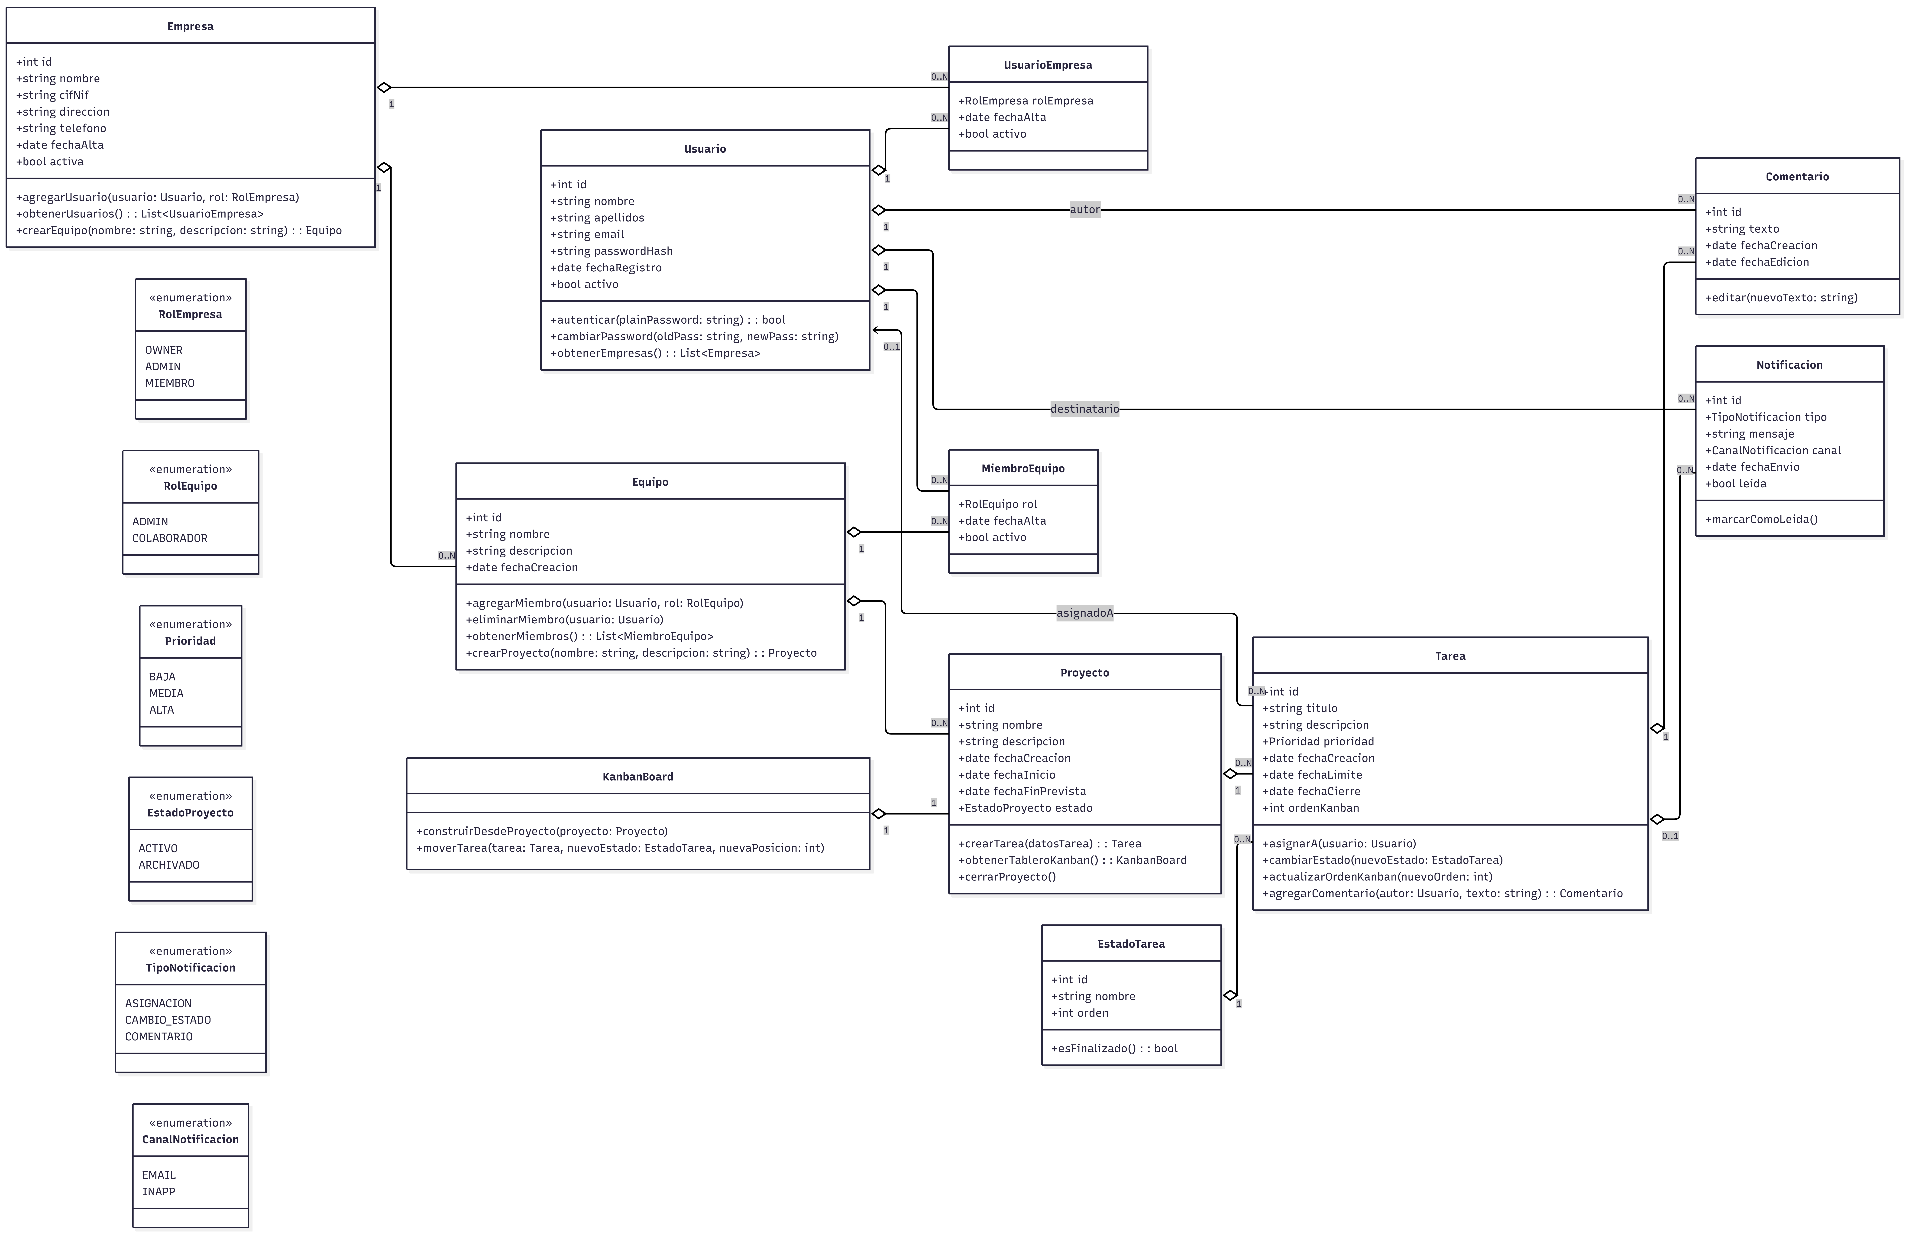 Empresa
+int id
+string nombre
+string cifNif
+string direccion
+string telefono
+date fechaAlta
+bool activa
+agregarUsuario(usuario: Usuario, rol: RolEmpresa)
+obtenerUsuarios() : : List<UsuarioEmpresa>
+crearEquipo(nombre: string, descripcion: string) : : Equipo
1
1
0..N
0..N
0..N
UsuarioEmpresa
+RolEmpresa rolEmpresa
+date fechaAlta
+bool activo
Usuario
+int id
+string nombre
+string apellidos
+string email
+string passwordHash
+date fechaRegistro
+bool activo
+autenticar(plainPassword: string) : : bool
+cambiarPassword(oldPass: string, newPass: string)
+obtenerEmpresas() : : List<Empresa>
1
1
1
1
0..1
autor
destinatario
asignadoA
0..N
0..N
Comentario
+int id
+string texto
+date fechaCreacion
+date fechaEdicion
+editar(nuevoTexto: string)
0..N
0..N
Notificacion
+int id
+TipoNotificacion tipo
+string mensaje
+CanalNotificacion canal
+date fechaEnvio
+bool leida
+marcarComoLeida()
«enumeration»
RolEmpresa
OWNER
ADMIN
MIEMBRO
«enumeration»
RolEquipo
ADMIN
COLABORADOR
«enumeration»
Prioridad
BAJA
MEDIA
ALTA
«enumeration»
EstadoProyecto
ACTIVO
ARCHIVADO
«enumeration»
TipoNotificacion
ASIGNACION
CAMBIO_ESTADO
COMENTARIO
«enumeration»
CanalNotificacion
EMAIL
INAPP
Equipo
+int id
+string nombre
+string descripcion
+date fechaCreacion
+agregarMiembro(usuario: Usuario, rol: RolEquipo)
+eliminarMiembro(usuario: Usuario)
+obtenerMiembros() : : List<MiembroEquipo>
+crearProyecto(nombre: string, descripcion: string) : : Proyecto
1
1
0..N
0..N
MiembroEquipo
+RolEquipo rol
+date fechaAlta
+bool activo
KanbanBoard
+construirDesdeProyecto(proyecto: Proyecto)
+moverTarea(tarea: Tarea, nuevoEstado: EstadoTarea, nuevaPosicion: int)
1
1
0..N
Proyecto
+int id
+string nombre
+string descripcion
+date fechaCreacion
+date fechaInicio
+date fechaFinPrevista
+EstadoProyecto estado
+crearTarea(datosTarea) : : Tarea
+obtenerTableroKanban() : : KanbanBoard
+cerrarProyecto()
1
0..N
0..N
0..N
Tarea
+int id
+string titulo
+string descripcion
+Prioridad prioridad
+date fechaCreacion
+date fechaLimite
+date fechaCierre
+int ordenKanban
+asignarA(usuario: Usuario)
+cambiarEstado(nuevoEstado: EstadoTarea)
+actualizarOrdenKanban(nuevoOrden: int)
+agregarComentario(autor: Usuario, texto: string) : : Comentario
1
0..1
EstadoTarea
+int id
+string nombre
+int orden
+esFinalizado() : : bool
1
0..N